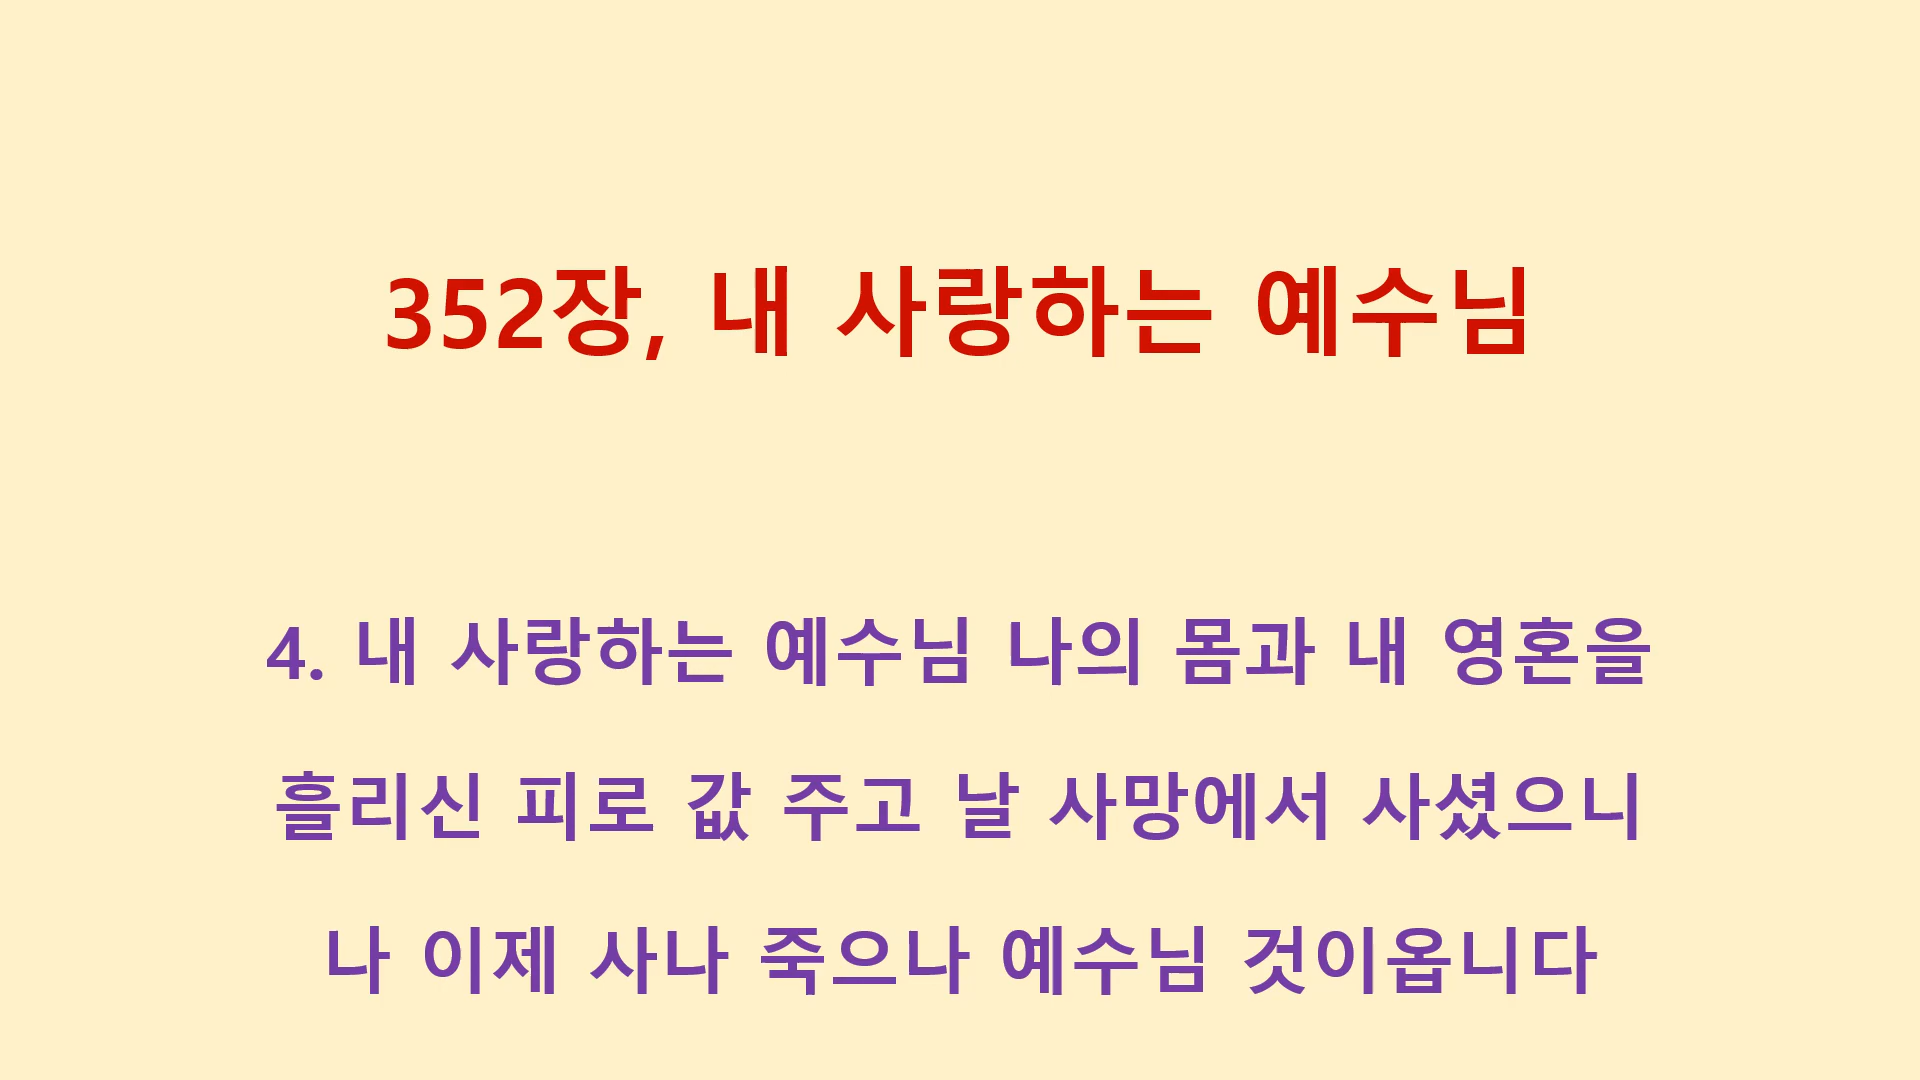 352장, 내 사랑하는 예수님
4. 내 사랑하는 예수님 나의 몸과 내 영혼을
흘리신 피로 값 주고 날 사망에서 사셨으니
나 이제 사나 죽으나 예수님 것이옵니다